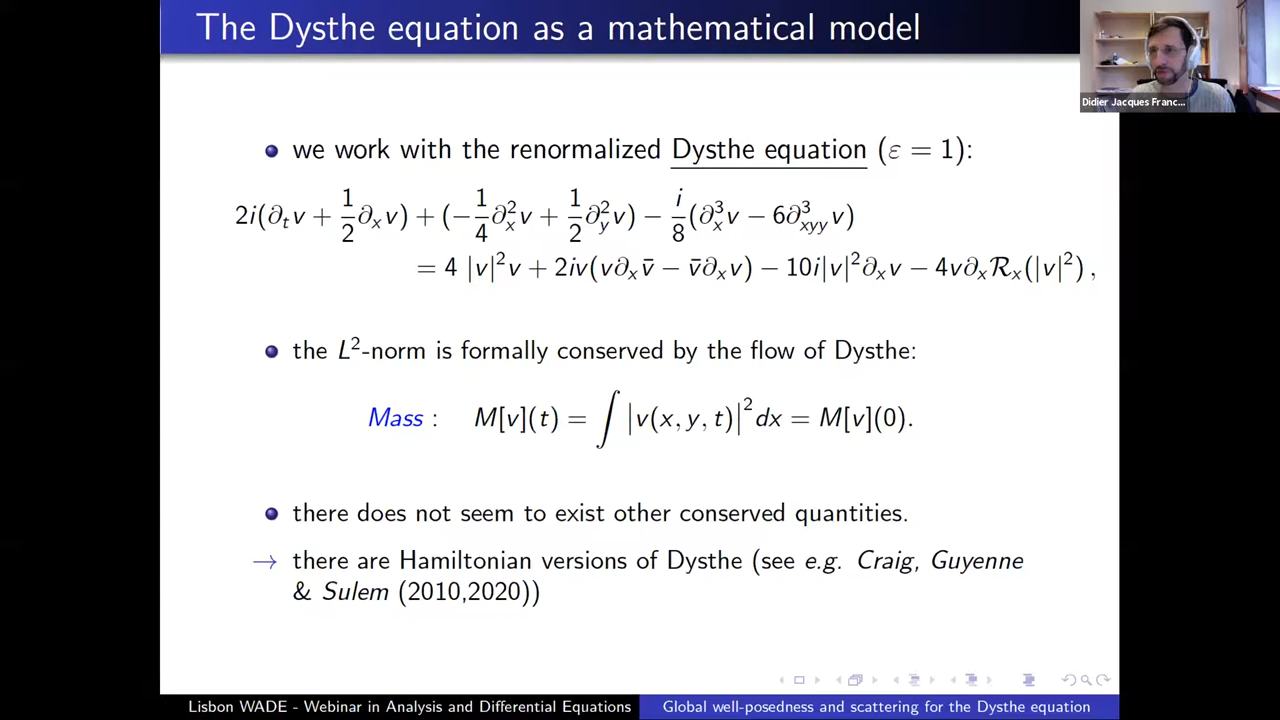 The Dysthe equation as a mathematical model
Didier Jacques Franc...
we work with the renormalized Dysthe equation (ε = 1):
2i(∂ₜv + 1/2 ∂ₓv) + (−1/4 ∂ₓ²v + 1/2 ∂ᵧ²v) − i/8 (∂ₓ³v − 6∂³ₓᵧᵧv)
= 4 |v|²v + 2iv(v∂ₓv̄ − v̄∂ₓv) − 10i|v|²∂ₓv − 4v∂ₓℛₓ(|v|²) ,
the L²-norm is formally conserved by the flow of Dysthe:
Mass : M[v](t) = ∫ |v(x, y, t)|² dx = M[v](0).
there does not seem to exist other conserved quantities.
→ there are Hamiltonian versions of Dysthe (see e.g. Craig, Guyenne
& Sulem (2010,2020))
Lisbon WADE - Webinar in Analysis and Differential Equations
Global well-posedness and scattering for the Dysthe equation